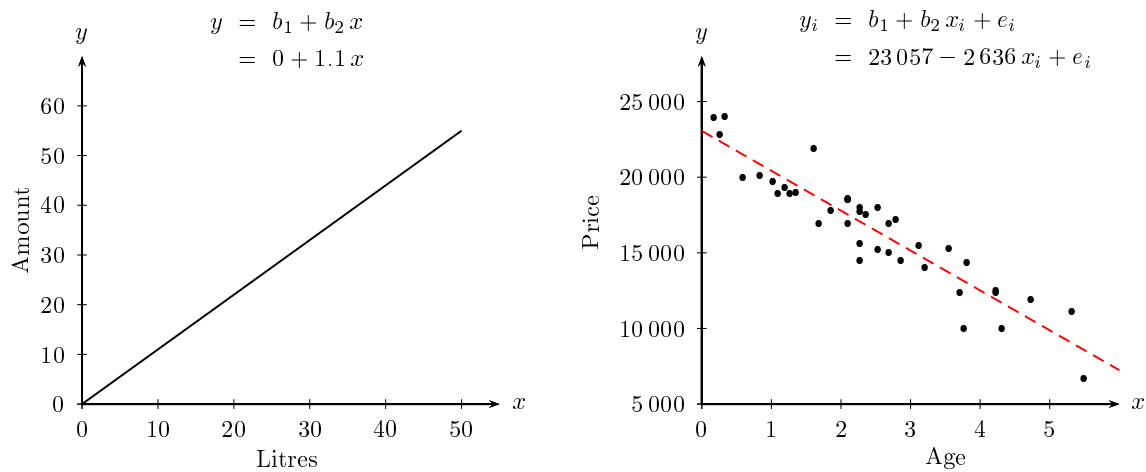 y = b₁ + b₂ x
= 0 + 1.1 x
y
60
50
40
30
20
10
0
Amount
0 10 20 30 40 50
x
Litres
yᵢ = b₁ + b₂ xᵢ + eᵢ
= 23 057 − 2 636 xᵢ + eᵢ
y
25 000
20 000
15 000
10 000
5 000
Price
0 1 2 3 4 5
x
Age